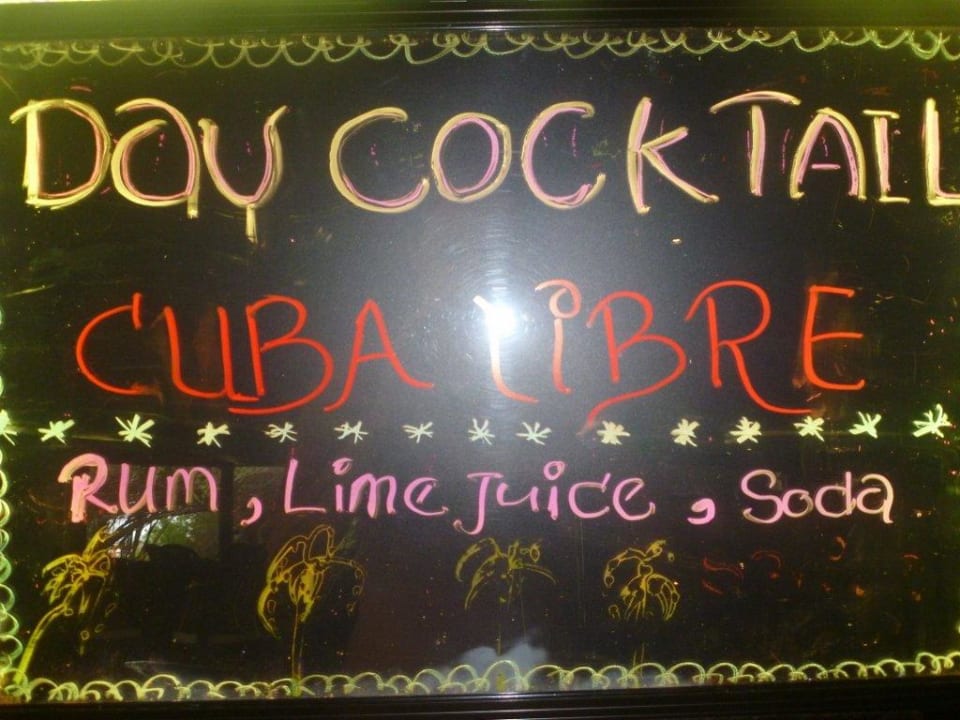 Day COCKTAIL
CUBA LIBRE
Rum, Lime Juice, Soda